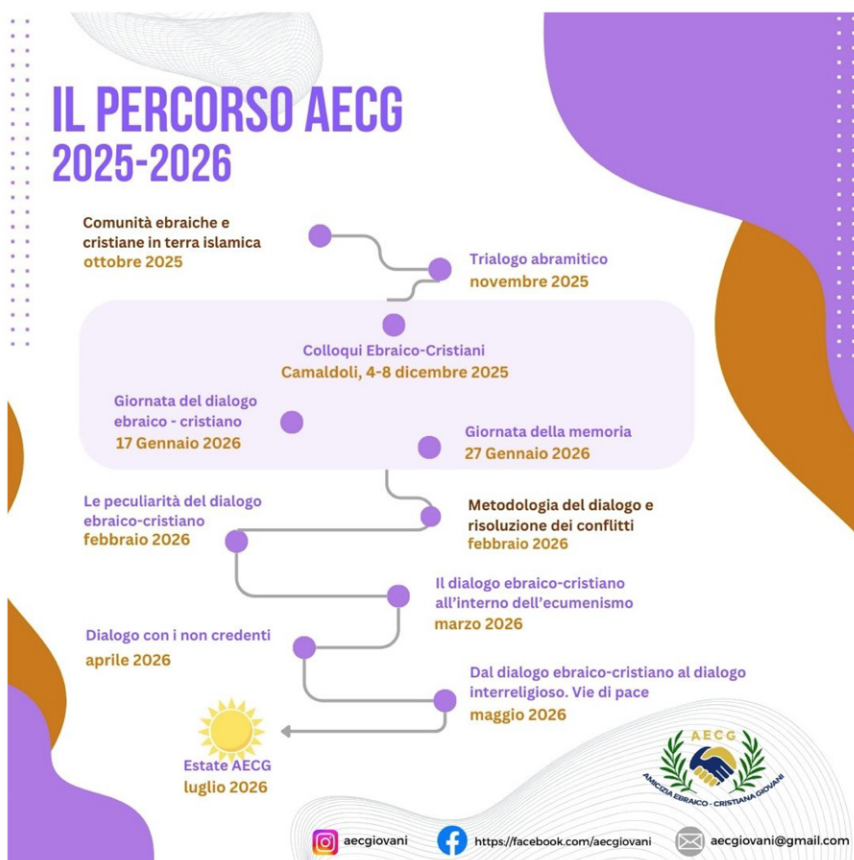 IL PERCORSO AECG
2025-2026
Comunità ebraiche e
cristiane in terra islamica
ottobre 2025
Trialogo abramitico
novembre 2025
Colloqui Ebraico-Cristiani
Camaldoli, 4-8 dicembre 2025
Giornata del dialogo
ebraico - cristiano
17 Gennaio 2026
Giornata della memoria
27 Gennaio 2026
Le peculiarità del dialogo
ebraico-cristiano
febbraio 2026
Metodologia del dialogo e
risoluzione dei conflitti
febbraio 2026
Il dialogo ebraico-cristiano
all'interno dell'ecumenismo
marzo 2026
Dialogo con i non credenti
aprile 2026
Dal dialogo ebraico-cristiano al dialogo
interreligioso. Vie di pace
maggio 2026
Estate AECG
luglio 2026
AECG
AMICIZIA EBRAICO - CRISTIANA GIOVANI
aecgiovani
https://facebook.com/aecgiovani
aecgiovani@gmail.com